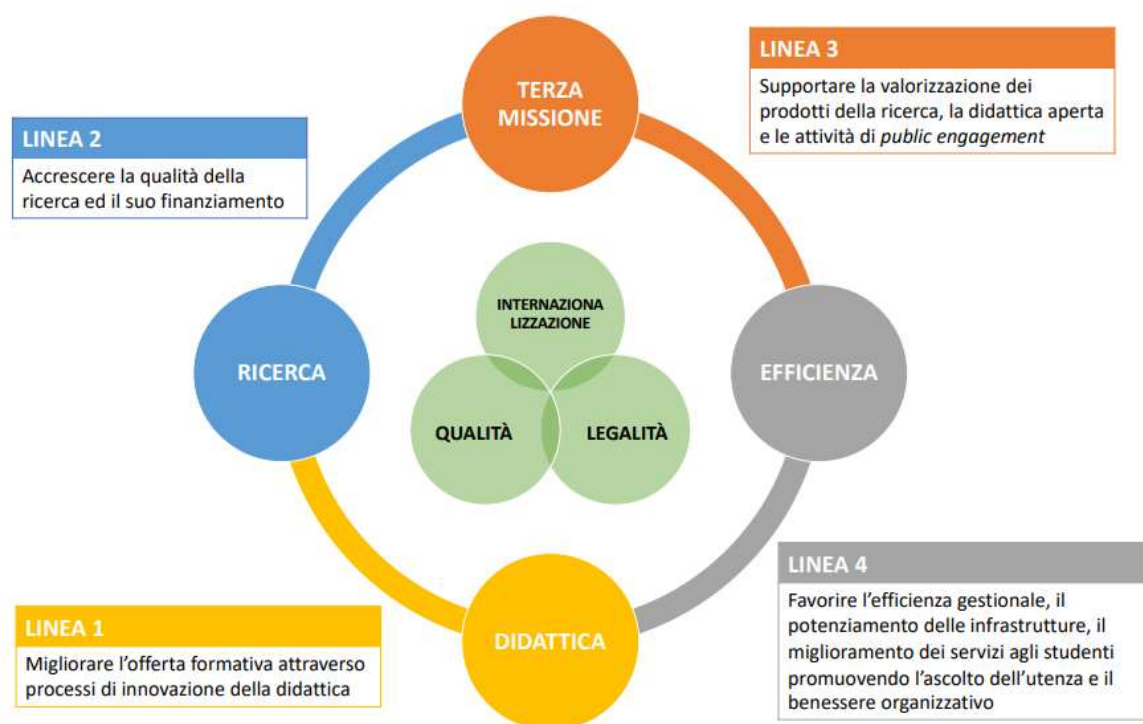 TERZA
MISSIONE
LINEA 3
Supportare la valorizzazione dei
prodotti della ricerca, la didattica aperta
e le attività di public engagement
LINEA 2
Accrescere la qualità della
ricerca ed il suo finanziamento
INTERNAZIONA
LIZZAZIONE
RICERCA
EFFICIENZA
QUALITÀ
LEGALITÀ
LINEA 4
Favorire l'efficienza gestionale, il
potenziamento delle infrastrutture, il
miglioramento dei servizi agli studenti
promuovendo l'ascolto dell'utenza e il
benessere organizzativo
LINEA 1
Migliorare l'offerta formativa attraverso
processi di innovazione della didattica
DIDATTICA